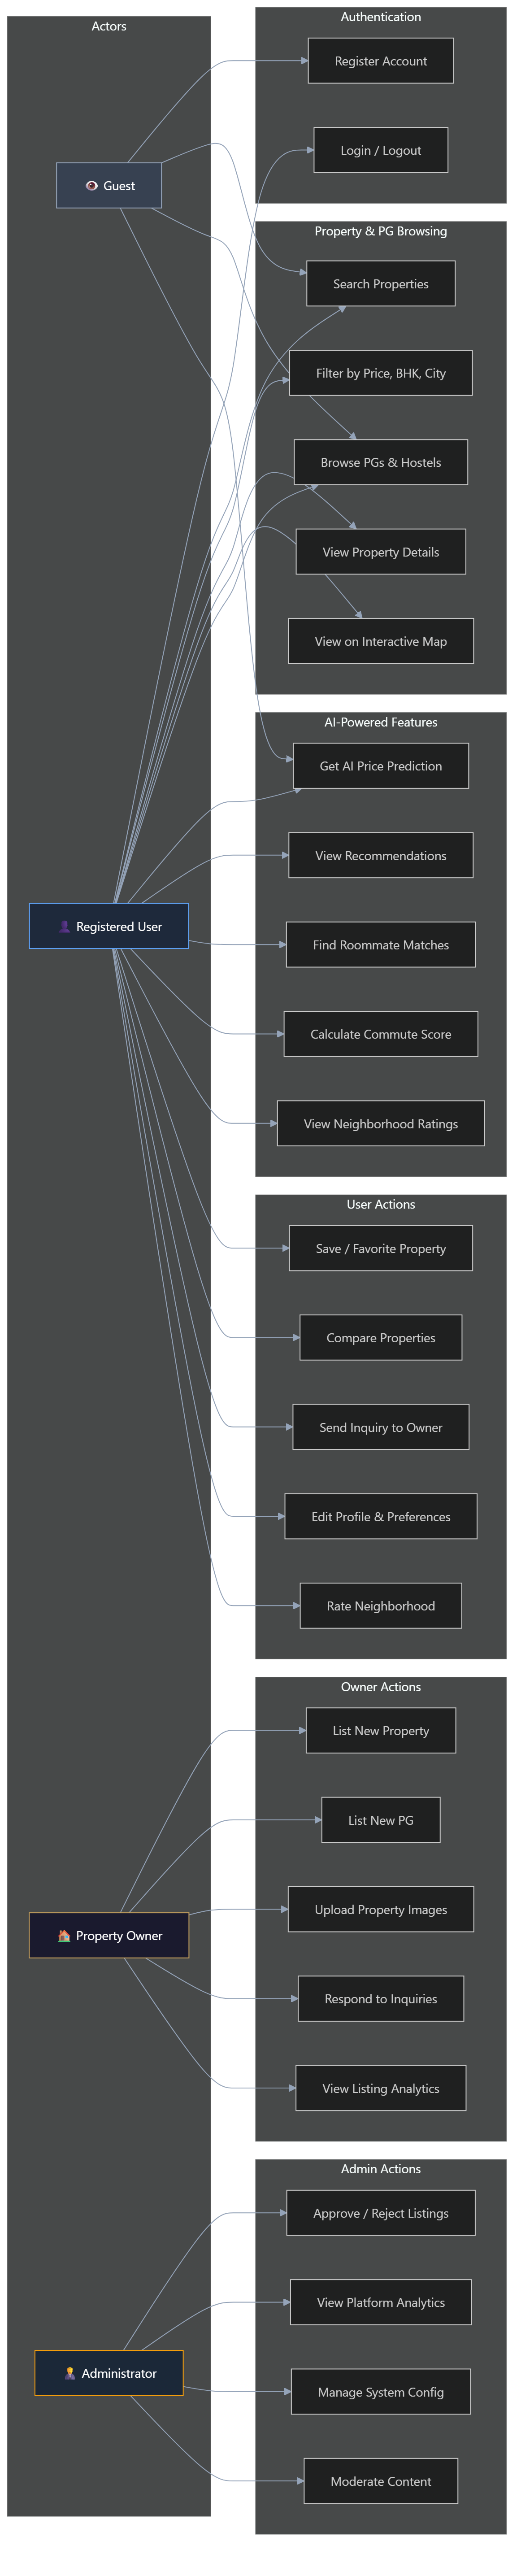 Actors
Guest
Registered User
Property Owner
Administrator
Authentication
Register Account
Login / Logout
Property & PG Browsing
Search Properties
Filter by Price, BHK, City
Browse PGs & Hostels
View Property Details
View on Interactive Map
AI-Powered Features
Get AI Price Prediction
View Recommendations
Find Roommate Matches
Calculate Commute Score
View Neighborhood Ratings
User Actions
Save / Favorite Property
Compare Properties
Send Inquiry to Owner
Edit Profile & Preferences
Rate Neighborhood
Owner Actions
List New Property
List New PG
Upload Property Images
Respond to Inquiries
View Listing Analytics
Admin Actions
Approve / Reject Listings
View Platform Analytics
Manage System Config
Moderate Content